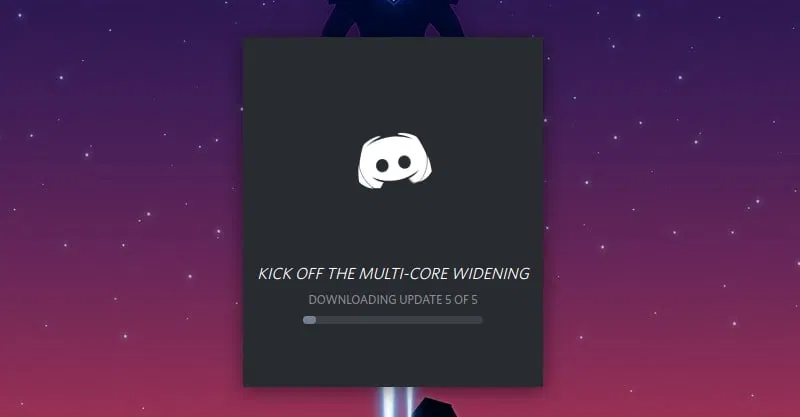 KICK OFF THE MULTI-CORE WIDENING
DOWNLOADING UPDATE 5 OF 5